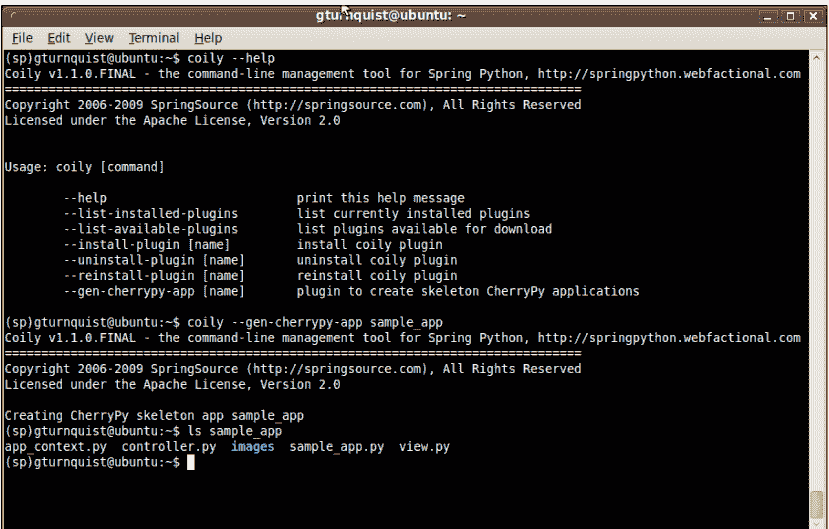 gturnquist@ubuntu: ~
File Edit View Terminal Help
(sp)gturnquist@ubuntu:~$ coily --help
Coily v1.1.0.FINAL - the command-line management tool for Spring Python, http://springpython.webfactional.com
===============================================================================
Copyright 2006-2009 SpringSource (http://springsource.com), All Rights Reserved
Licensed under the Apache License, Version 2.0
Usage: coily [command]
--help print this help message
--list-installed-plugins list currently installed plugins
--list-available-plugins list plugins available for download
--install-plugin [name] install coily plugin
--uninstall-plugin [name] uninstall coily plugin
--reinstall-plugin [name] reinstall coily plugin
--gen-cherrypy-app [name] plugin to create skeleton CherryPy applications
(sp)gturnquist@ubuntu:~$ coily --gen-cherrypy-app sample_app
Coily v1.1.0.FINAL - the command-line management tool for Spring Python, http://springpython.webfactional.com
===============================================================================
Copyright 2006-2009 SpringSource (http://springsource.com), All Rights Reserved
Licensed under the Apache License, Version 2.0
Creating CherryPy skeleton app sample_app
(sp)gturnquist@ubuntu:~$ ls sample_app
app_context.py controller.py images sample_app.py view.py
(sp)gturnquist@ubuntu:~$